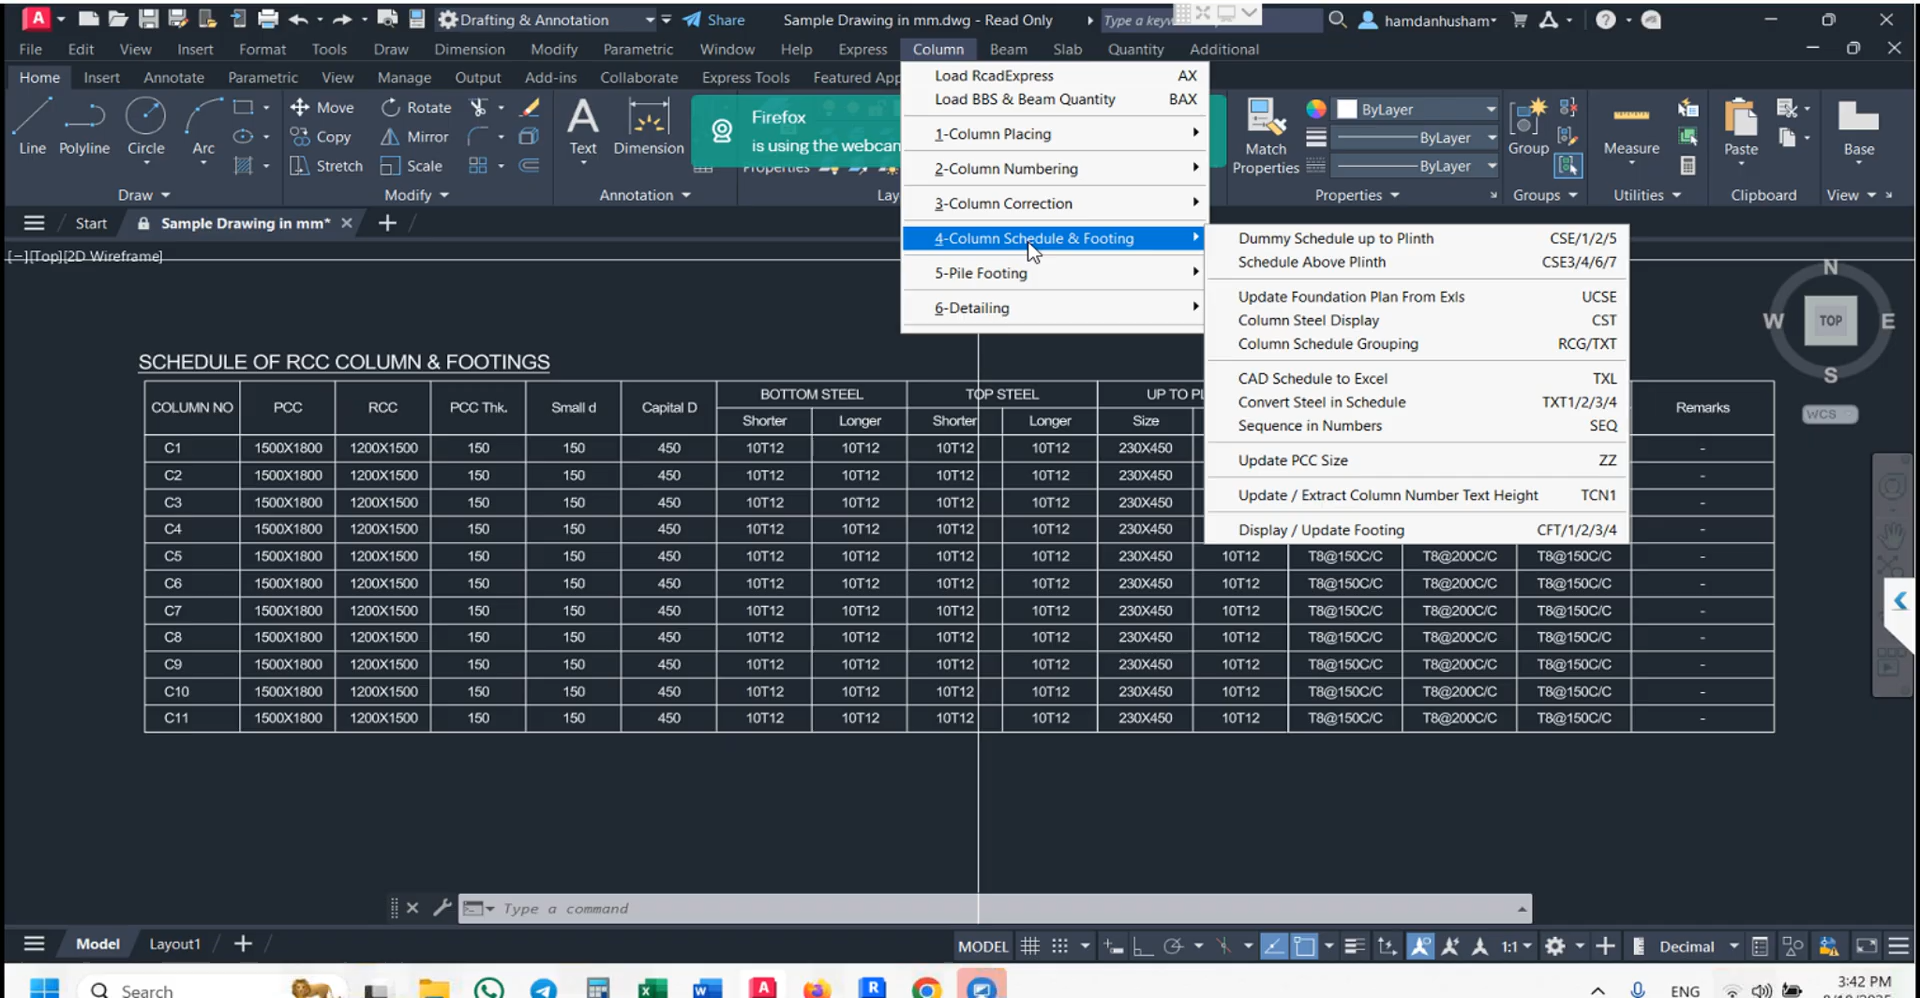 Drafting & Annotation
Share
Sample Drawing in mm.dwg - Read Only
Type a keyw
hamdanhusham
File Edit View Insert Format Tools Draw Dimension Modify Parametric Window Help Express Column Beam Slab Quantity Additional
Home Insert Annotate Parametric View Manage Output Add-ins Collaborate Express Tools Featured App
Line Polyline Circle Arc
Move Rotate
Copy Mirror
Stretch Scale
Text Dimension
Draw Modify Annotation
Firefox
is using the webcam
Properties
Lay
Match
Properties
ByLayer
ByLayer
ByLayer
Group
Measure
Paste
Base
Properties Groups Utilities Clipboard View
Load RcadExpress AX
Load BBS & Beam Quantity BAX
1-Column Placing
2-Column Numbering
3-Column Correction
4-Column Schedule & Footing
5-Pile Footing
6-Detailing
Dummy Schedule up to Plinth CSE/1/2/5
Schedule Above Plinth CSE3/4/6/7
Update Foundation Plan From Exls UCSE
Column Steel Display CST
Column Schedule Grouping RCG/TXT
CAD Schedule to Excel TXL
Convert Steel in Schedule TXT1/2/3/4
Sequence in Numbers SEQ
Update PCC Size ZZ
Update / Extract Column Number Text Height TCN1
Display / Update Footing CFT/1/2/3/4
Start Sample Drawing in mm*
[−][Top][2D Wireframe]
N
W TOP E
S
WCS
SCHEDULE OF RCC COLUMN & FOOTINGS
COLUMN NO PCC RCC PCC Thk. Small d Capital D BOTTOM STEEL TOP STEEL UP TO PL Remarks
Shorter Longer Shorter Longer Size
C1 1500X1800 1200X1500 150 150 450 10T12 10T12 10T12 10T12 230X450 -
C2 1500X1800 1200X1500 150 150 450 10T12 10T12 10T12 10T12 230X450 -
C3 1500X1800 1200X1500 150 150 450 10T12 10T12 10T12 10T12 230X450 -
C4 1500X1800 1200X1500 150 150 450 10T12 10T12 10T12 10T12 230X450 -
C5 1500X1800 1200X1500 150 150 450 10T12 10T12 10T12 10T12 230X450 10T12 T8@150C/C T8@200C/C T8@150C/C -
C6 1500X1800 1200X1500 150 150 450 10T12 10T12 10T12 10T12 230X450 10T12 T8@150C/C T8@200C/C T8@150C/C -
C7 1500X1800 1200X1500 150 150 450 10T12 10T12 10T12 10T12 230X450 10T12 T8@150C/C T8@200C/C T8@150C/C -
C8 1500X1800 1200X1500 150 150 450 10T12 10T12 10T12 10T12 230X450 10T12 T8@150C/C T8@200C/C T8@150C/C -
C9 1500X1800 1200X1500 150 150 450 10T12 10T12 10T12 10T12 230X450 10T12 T8@150C/C T8@200C/C T8@150C/C -
C10 1500X1800 1200X1500 150 150 450 10T12 10T12 10T12 10T12 230X450 10T12 T8@150C/C T8@200C/C T8@150C/C -
C11 1500X1800 1200X1500 150 150 450 10T12 10T12 10T12 10T12 230X450 10T12 T8@150C/C T8@200C/C T8@150C/C -
Type a command
Model Layout1
MODEL 1:1 Decimal
Search
ENG
3:42 PM